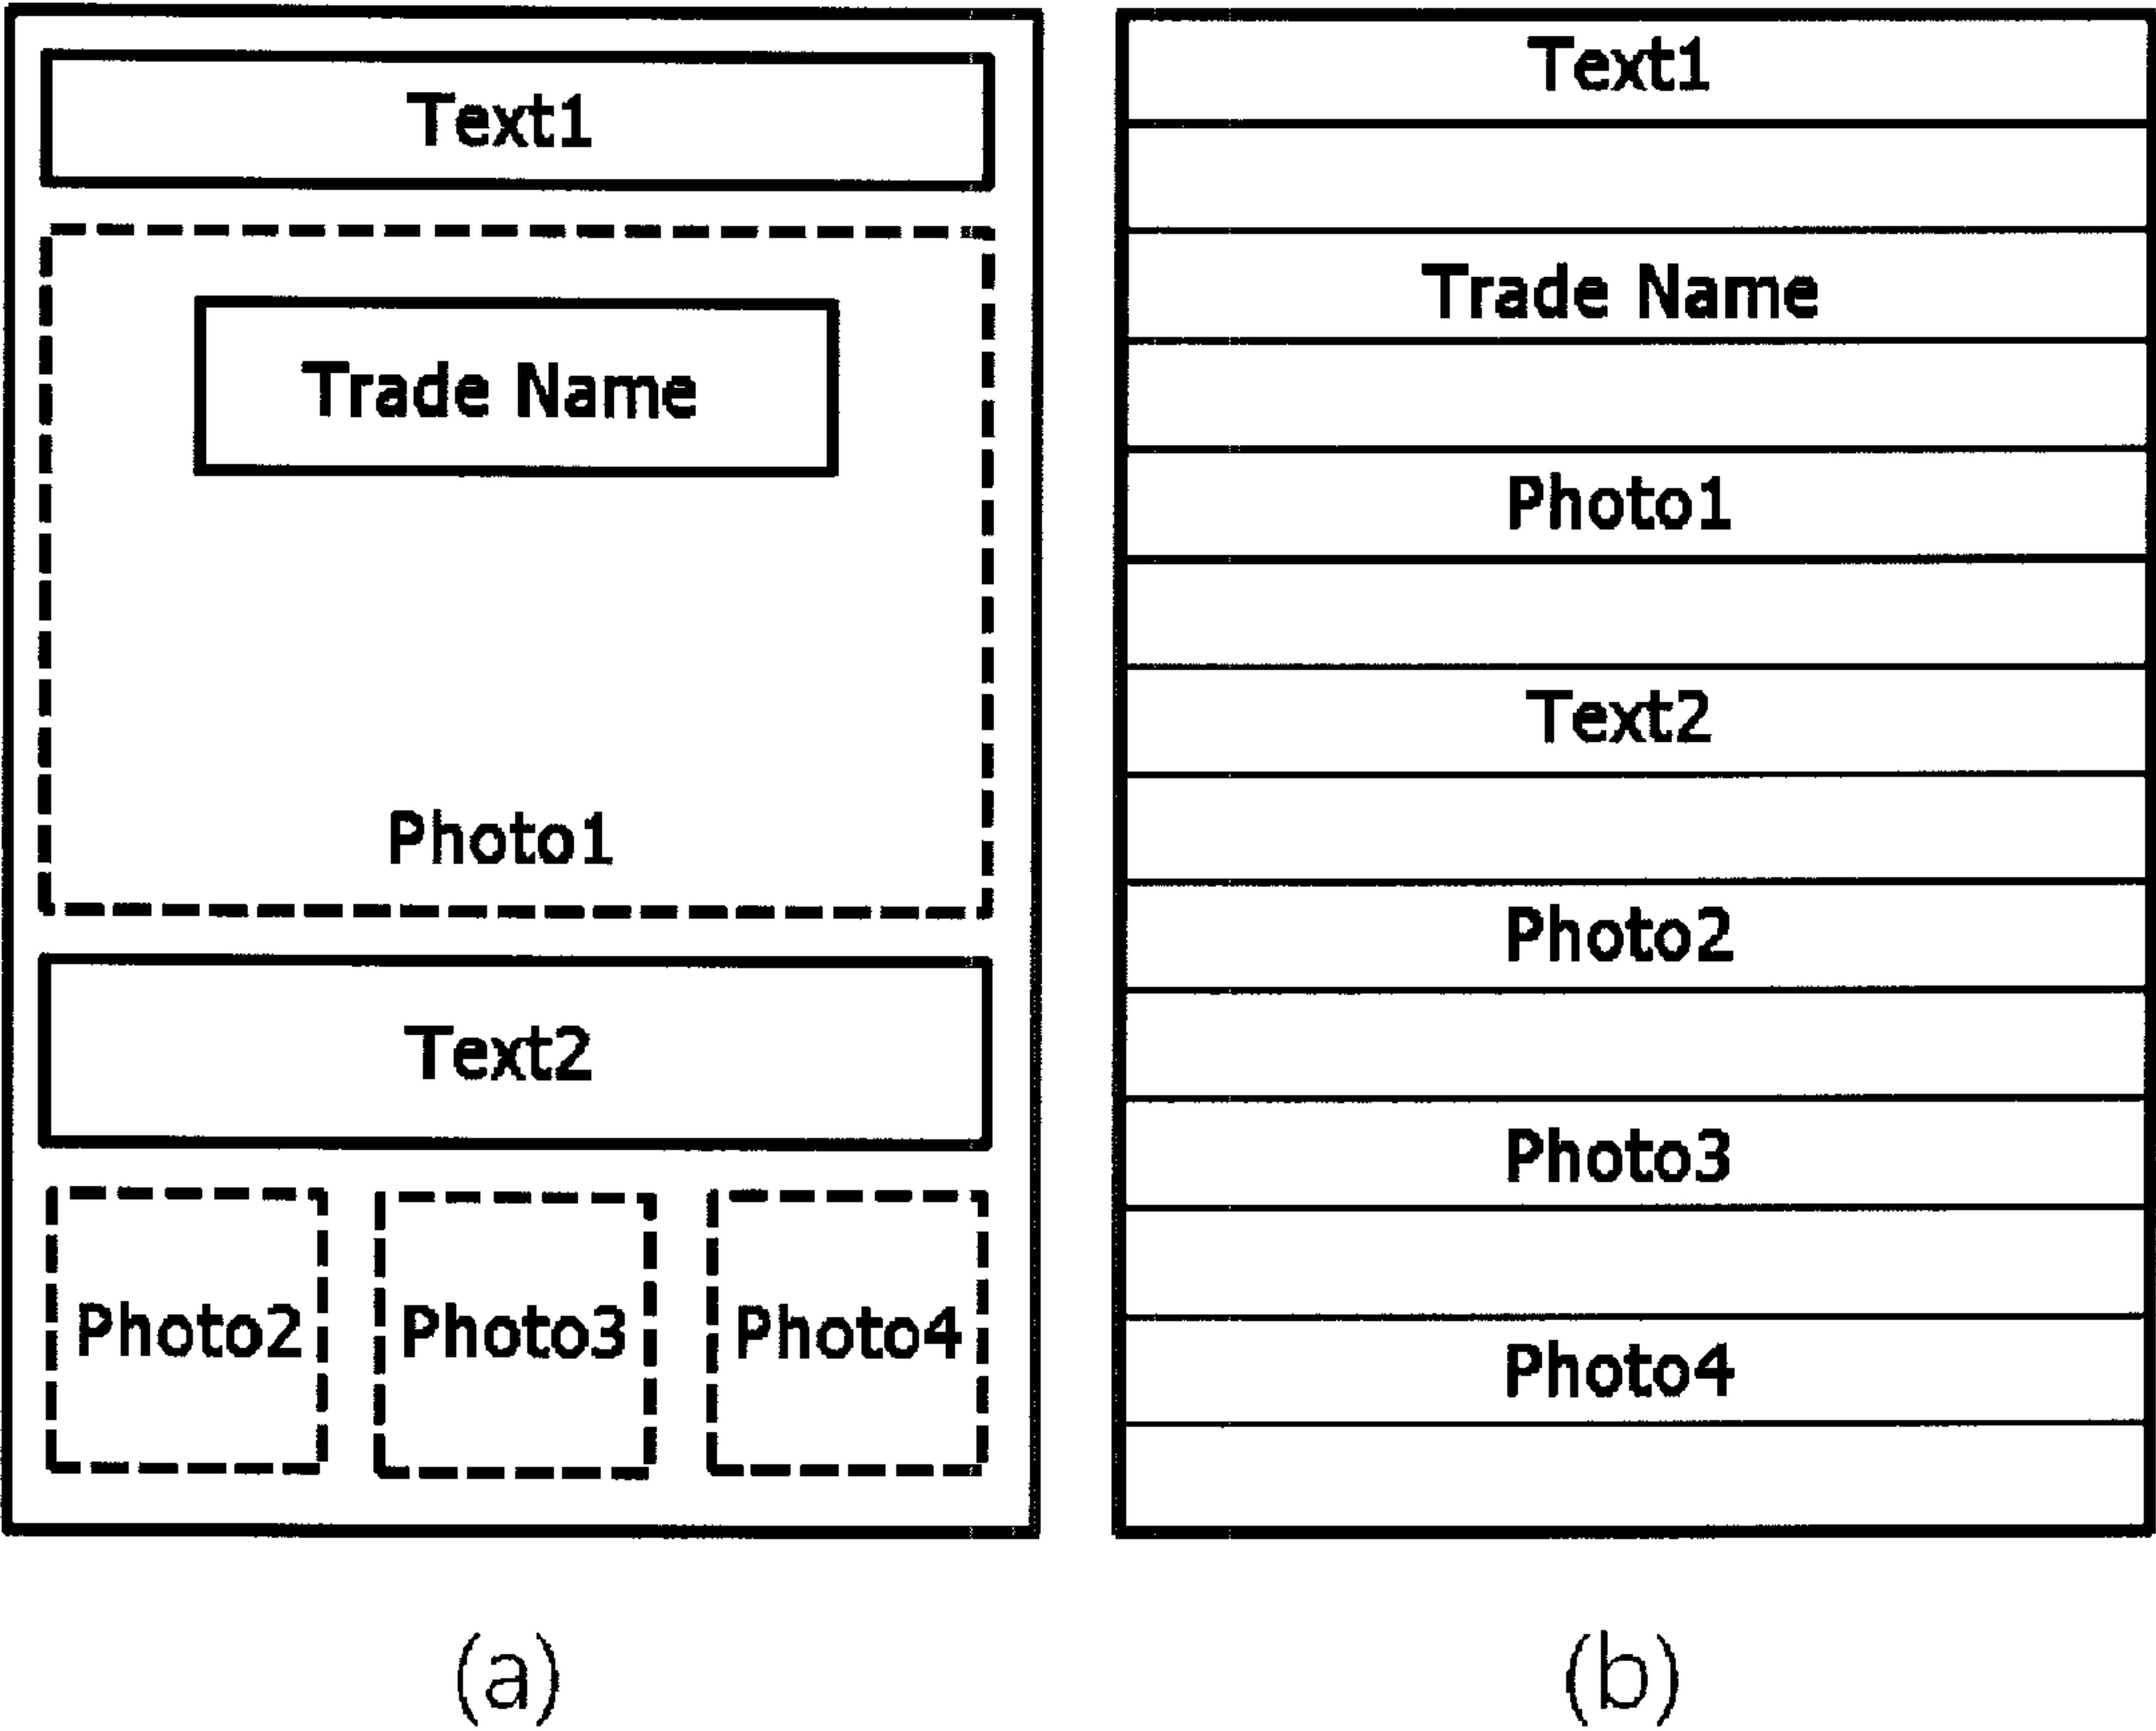 Text1
Trade Name
Photo1
Text2
Photo2 Photo3 Photo4
(a)
Text1
Trade Name
Photo1
Text2
Photo2
Photo3
Photo4
(b)